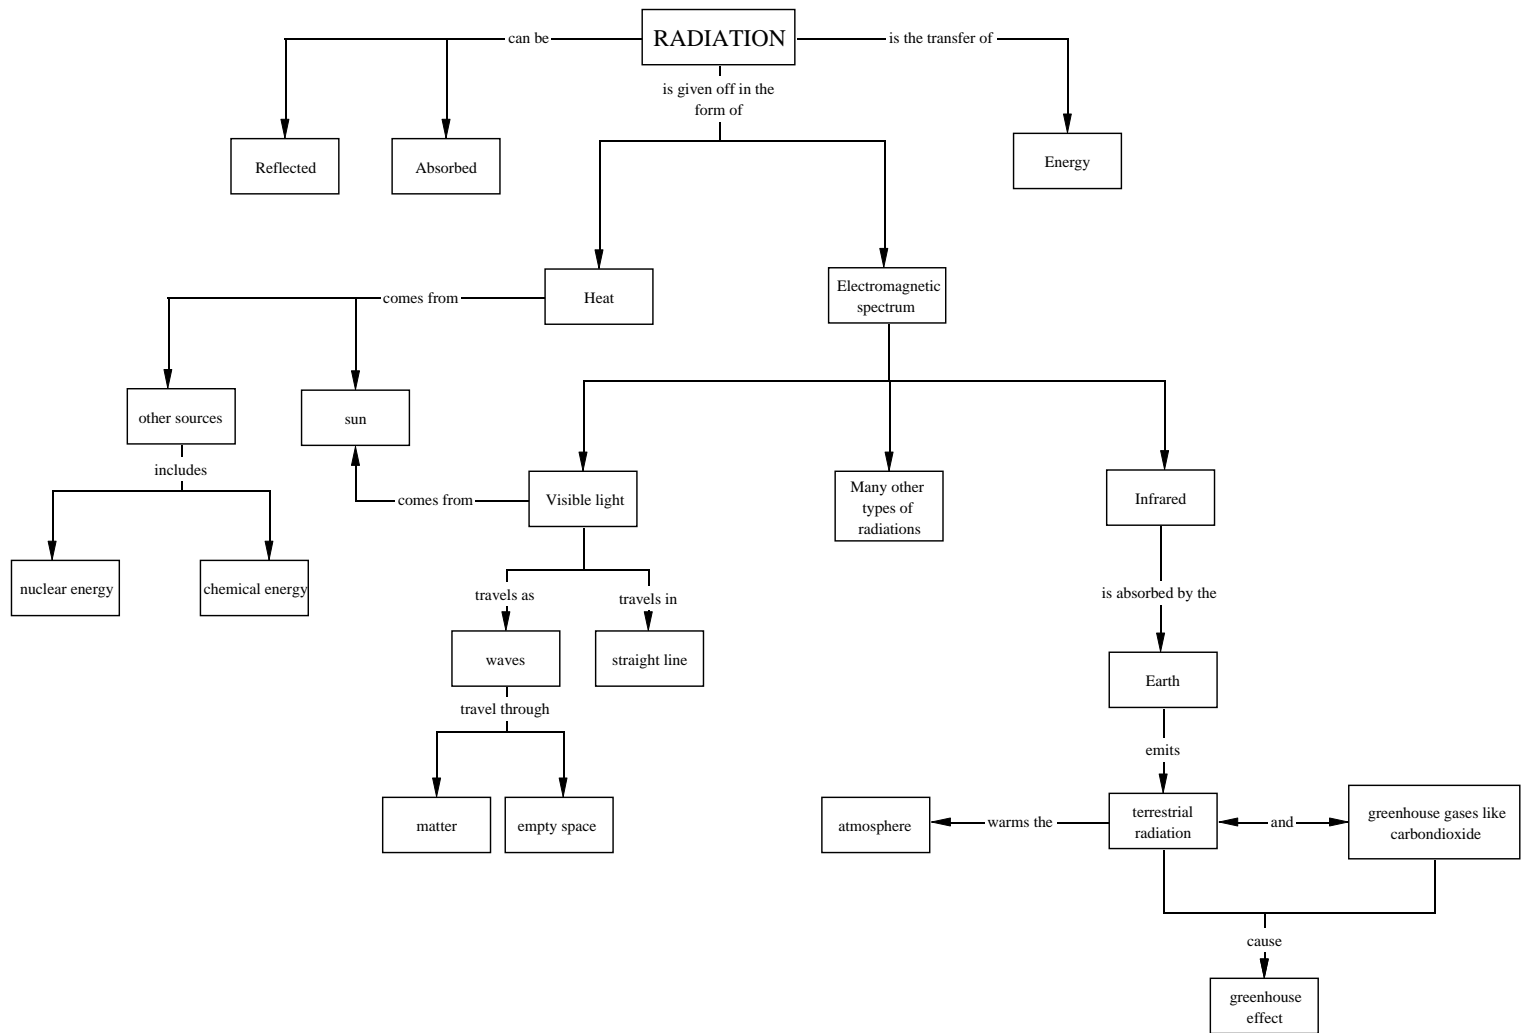 can be
RADIATION
is the transfer of
is given off in the
form of
Reflected
Absorbed
Energy
comes from
Heat
Electromagnetic
spectrum
other sources
sun
includes
comes from
Visible light
Many other
types of
radiations
Infrared
nuclear energy
chemical energy
travels as
travels in
is absorbed by the
waves
straight line
Earth
travel through
emits
matter
empty space
atmosphere
warms the
terrestrial
radiation
and
greenhouse gases like
carbondioxide
cause
greenhouse
effect